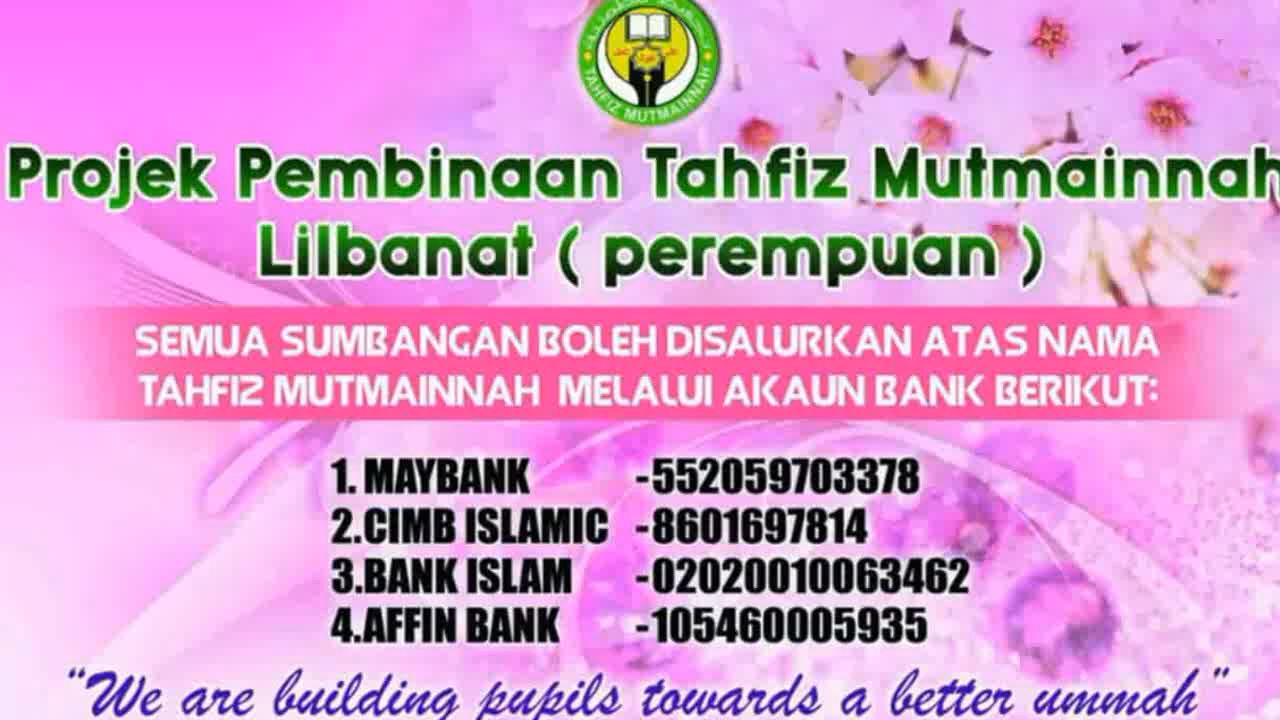 TAHFIZ MUTMAINNAH
Projek Pembinaan Tahfiz Mutmainnah
Lilbanat ( perempuan )
SEMUA SUMBANGAN BOLEH DISALURKAN ATAS NAMA
TAHFIZ MUTMAINNAH MELALUI AKAUN BANK BERIKUT:
1. MAYBANK -552059703378
2.CIMB ISLAMIC -8601697814
3.BANK ISLAM -02020010063462
4.AFFIN BANK -105460005935
"We are building pupils towards a better ummah"